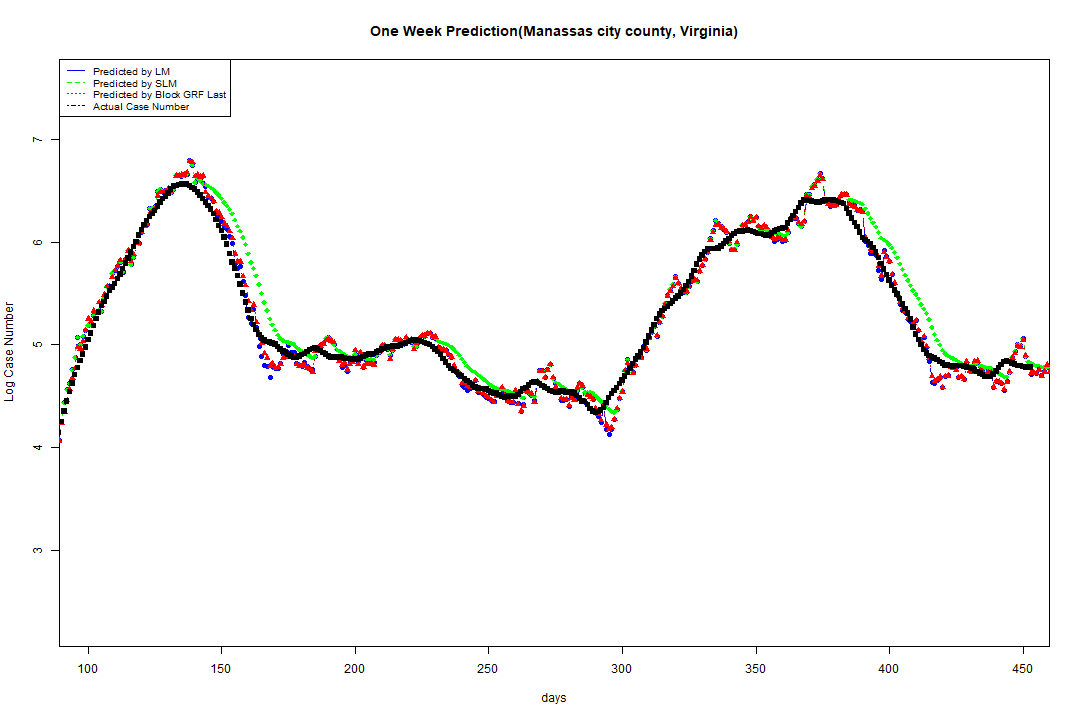 One Week Prediction(Manassas city county, Virginia)
Predicted by LM
Predicted by SLM
Predicted by Block GRF Last
Actual Case Number
7
6
5
4
3
Log Case Number
100 150 200 250 300 350 400 450
days